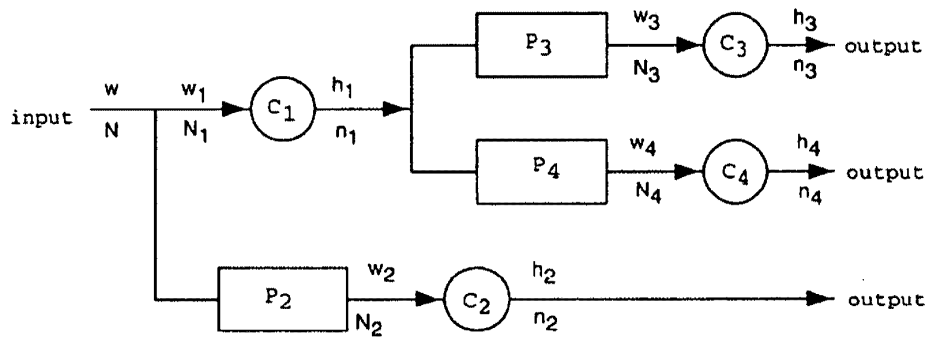 w₃
h₃
P₃
C₃
output
N₃
n₃
w
w₁
h₁
input
C₁
N
N₁
n₁
w₄
h₄
P₄
C₄
output
N₄
n₄
w₂
h₂
P₂
C₂
output
N₂
n₂